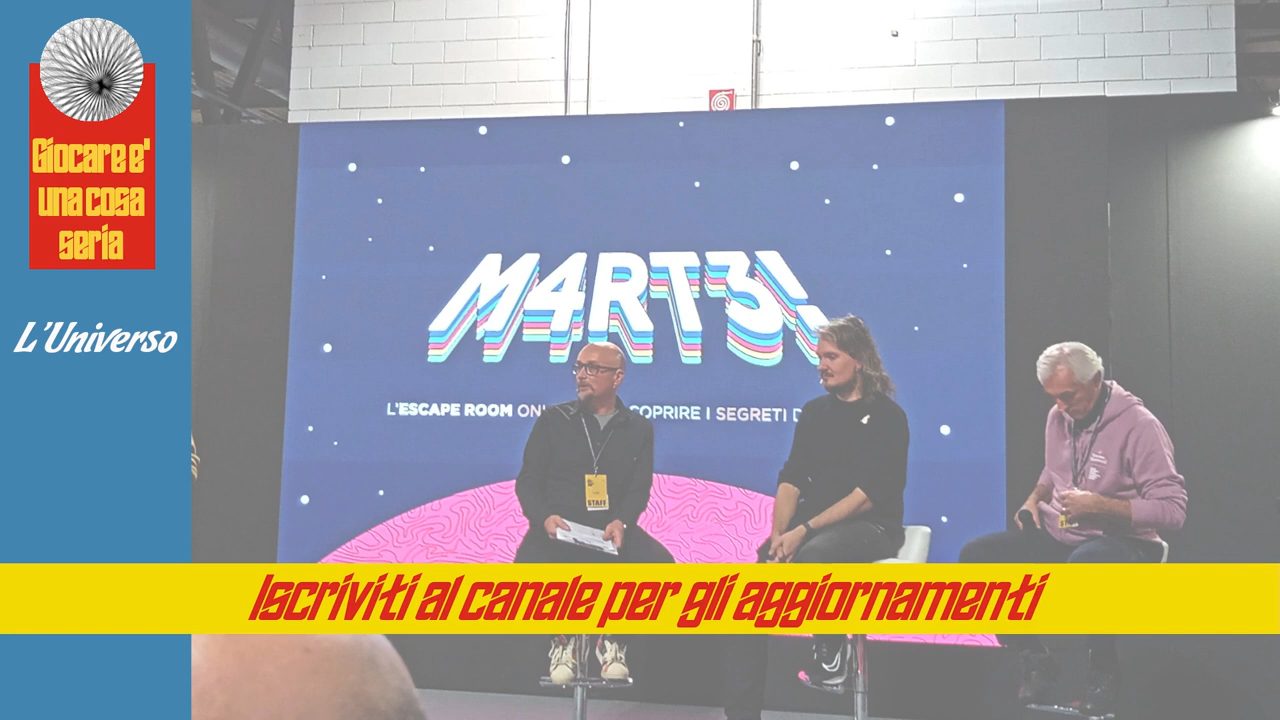 Giocare e'
una cosa
seria
L'Universo
M4RT3!
L'ESCAPE ROOM
COPRIRE I SEGRETI
STAFF
Iscriviti al canale per gli aggiornamenti